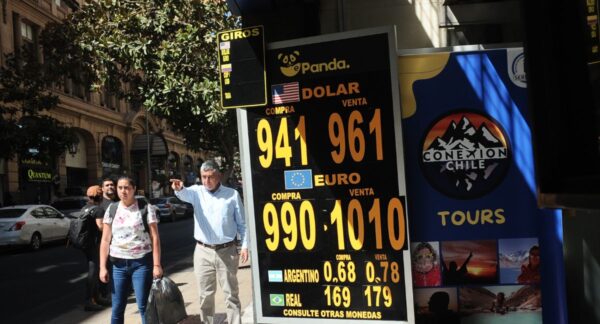 GIROS
Panda.
DOLAR
COMPRA VENTA
941 961
EURO
COMPRA VENTA
990 1010
COMPRA VENTA
ARGENTINO 0.68 0.78
REAL 169 179
CONSULTE OTRAS MONEDAS
CONEXION
CHILE
TOURS
QUANTUM